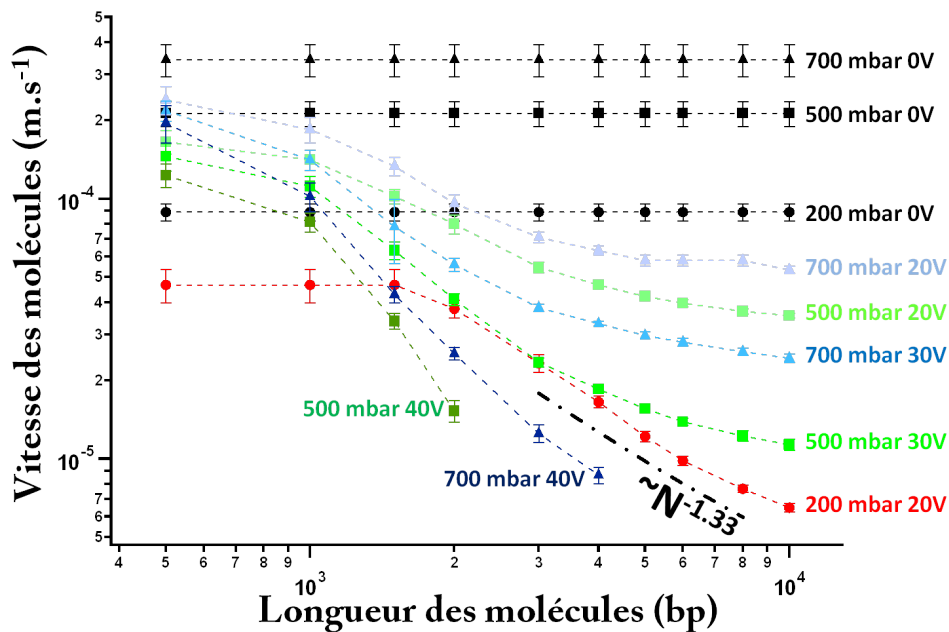 Vitesse des molécules (m.s-1)
5
4
3
2
10-4
7
6
5
4
3
2
10-5
7
6
5
700 mbar 0V
500 mbar 0V
200 mbar 0V
700 mbar 20V
500 mbar 20V
700 mbar 30V
500 mbar 40V
500 mbar 30V
700 mbar 40V
~N-1.33
200 mbar 20V
4 5 6 7 8 9 2 3 4 5 6 7 8 9
103 104
Longueur des molécules (bp)